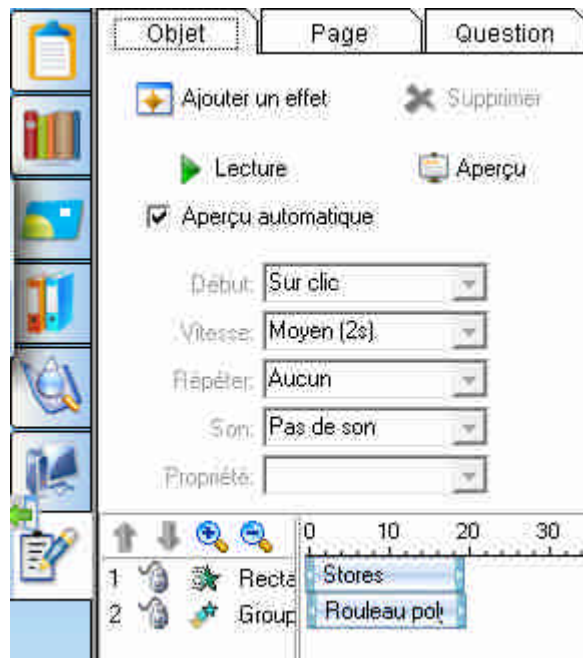 Objet Page Question
Ajouter un effet Supprimer
Lecture Aperçu
Aperçu automatique
Début: Sur clic
Vitesse: Moyen (2s)
Répéter: Aucun
Son: Pas de son
Propriété:
0 10 20 30
1 Recta Stores
2 Group Rouleau poly